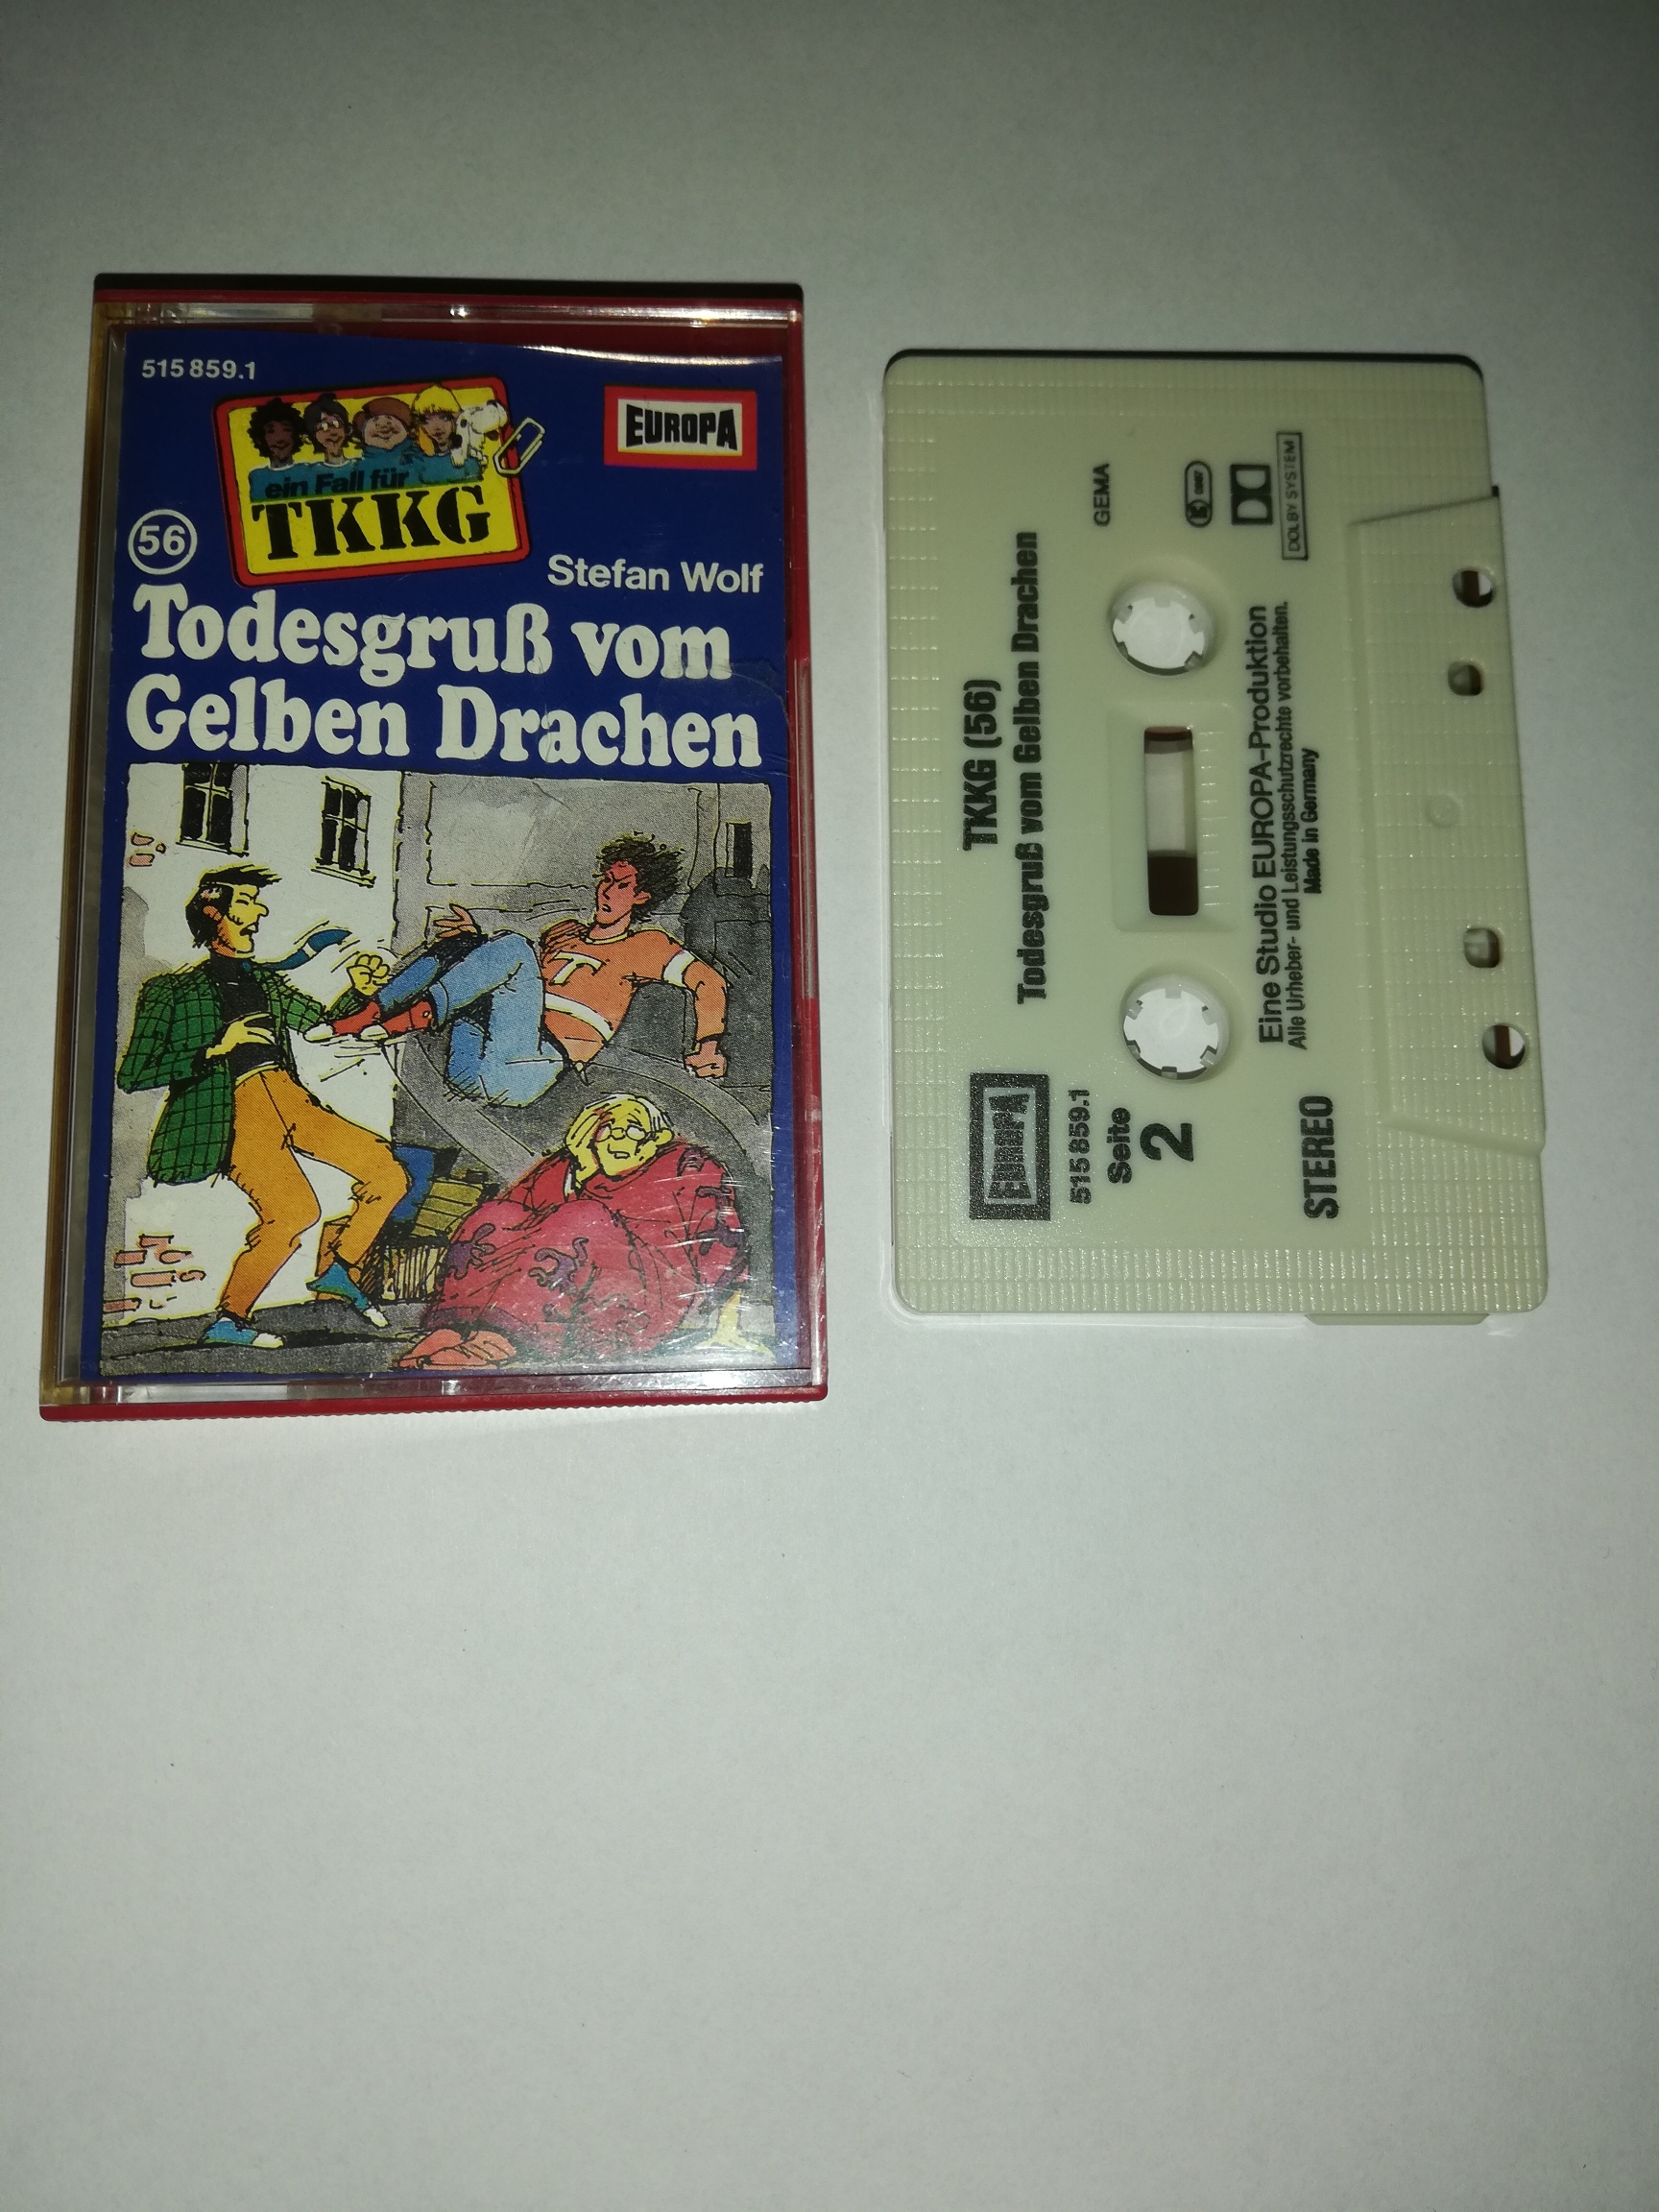 515 859.1
EUROPA
ein Fall für
TKKG
56
Stefan Wolf
Todesgruß vom
Gelben Drachen
T
EUROPA
TKKG (56)
Todesgruß vom Gelben Drachen
515 859.1
GEMA
Seite
2
DOLBY SYSTEM
Eine Studio EUROPA-Produktion
Alle Urheber- und Leistungsschutzrechte vorbehalten.
Made in Germany
STEREO